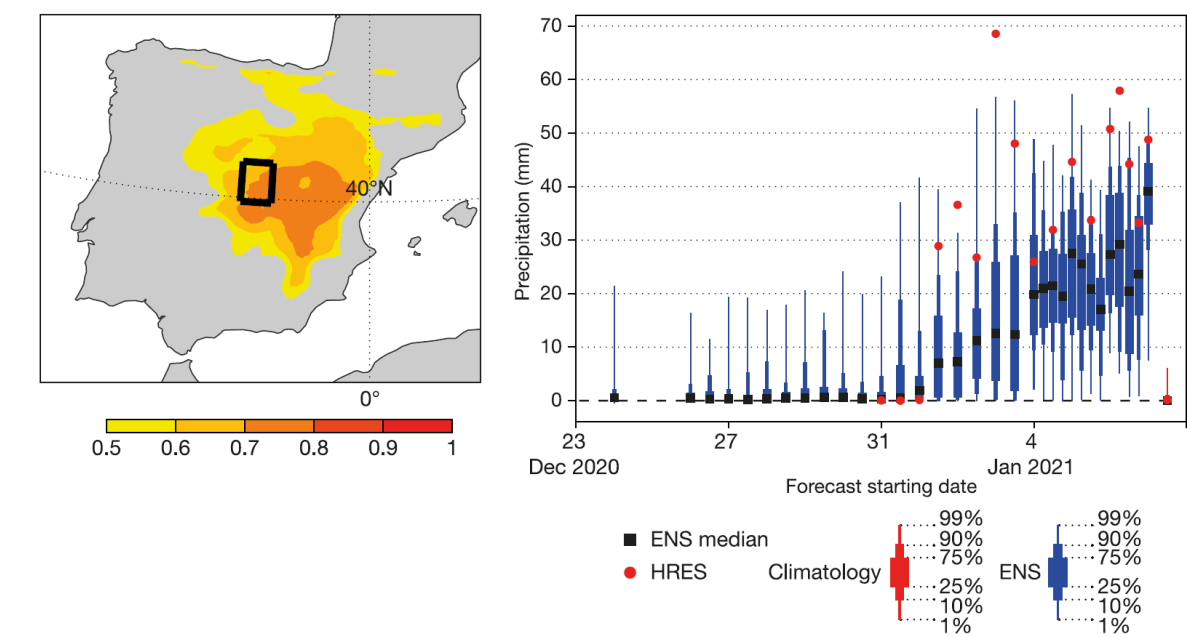 40°N
0°
0.5 0.6 0.7 0.8 0.9 1
Precipitation (mm)
70
60
50
40
30
20
10
0
23 27 31 4
Dec 2020 Jan 2021
Forecast starting date
ENS median
HRES
Climatology
99%
90%
75%
25%
10%
1%
ENS
99%
90%
75%
25%
10%
1%